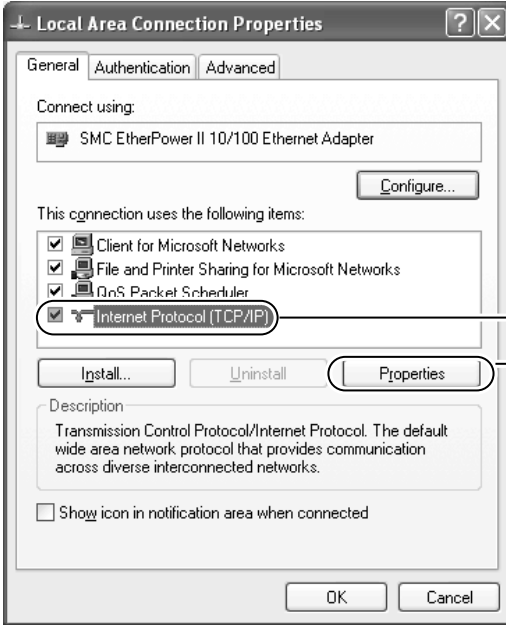 Local Area Connection Properties
General Authentication Advanced
Connect using:
SMC EtherPower II 10/100 Ethernet Adapter
Configure...
This connection uses the following items:
Client for Microsoft Networks
File and Printer Sharing for Microsoft Networks
QoS Packet Scheduler
Internet Protocol (TCP/IP)
Install... Uninstall Properties
Description
Transmission Control Protocol/Internet Protocol. The default
wide area network protocol that provides communication
across diverse interconnected networks.
Show icon in notification area when connected
OK Cancel